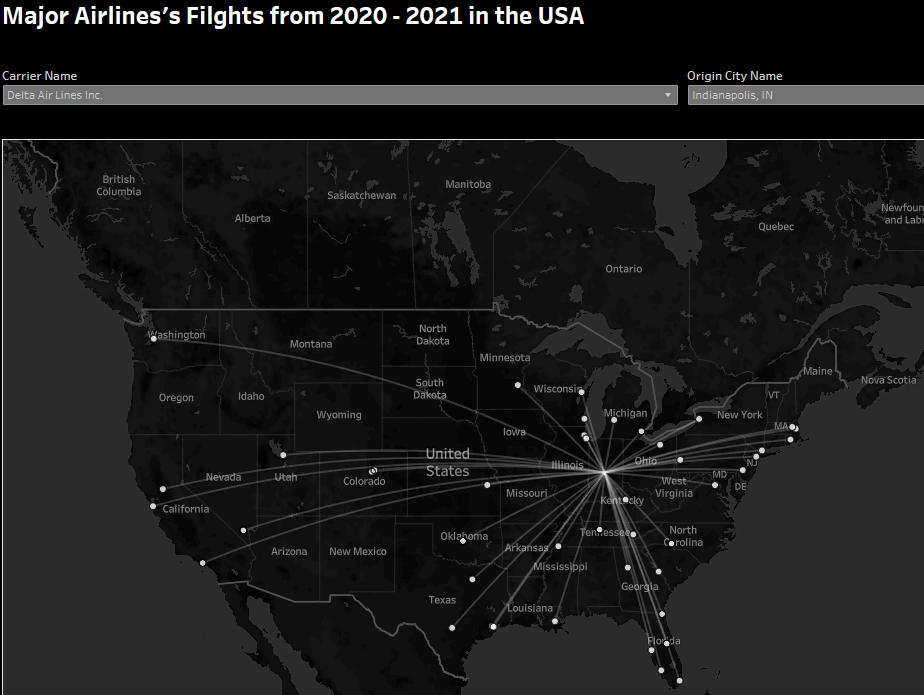 Major Airlines's Filghts from 2020 - 2021 in the USA
Carrier Name
Origin City Name
Delta Air Lines Inc.
Indianapolis, IN
British
Columbia
Alberta
Saskatchewan
Manitoba
Ontario
Quebec
Newfoun
and Lab
Washington
Montana
North
Dakota
Minnesota
Maine
Nova Scotia
Oregon
Idaho
South
Dakota
Wisconsin
VT
Wyoming
Michigan
New York
MA
Iowa
United
States
Illinois
Ohio
NJ
Nevada
Utah
Colorado
MD
DE
Missouri
West
Virginia
Kentucky
California
Oklahoma
Tennessee
North
Carolina
Arizona
New Mexico
Arkansas
Mississippi
Georgia
Texas
Louisiana
Florida